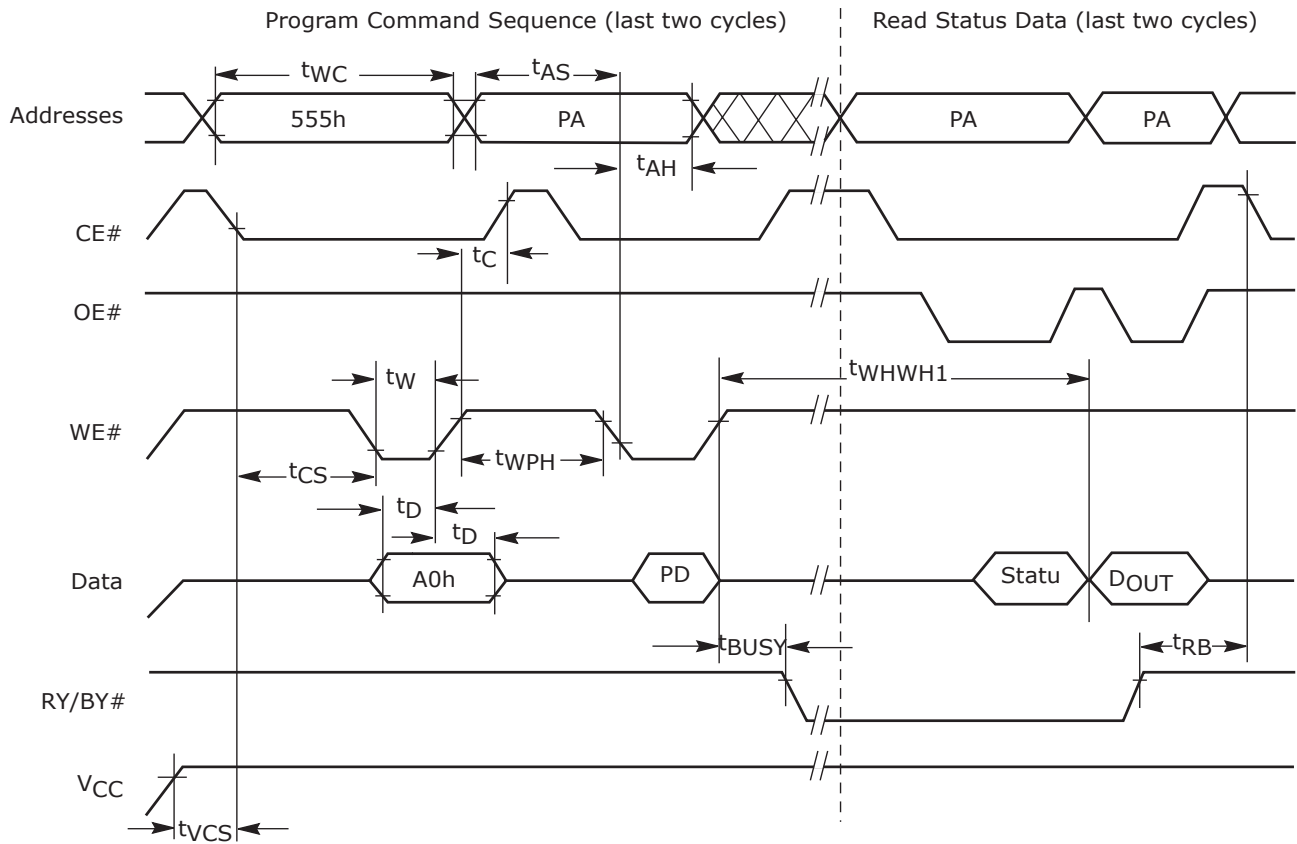 Program Command Sequence (last two cycles)
Read Status Data (last two cycles)
tWC
tAS
Addresses
555h
PA
PA
PA
tAH
CE#
tC
OE#
tW
tWHWH1
WE#
tCS
tWPH
tD
tD
Data
A0h
PD
Statu
DOUT
tBUSY
tRB
RY/BY#
VCC
tVCS